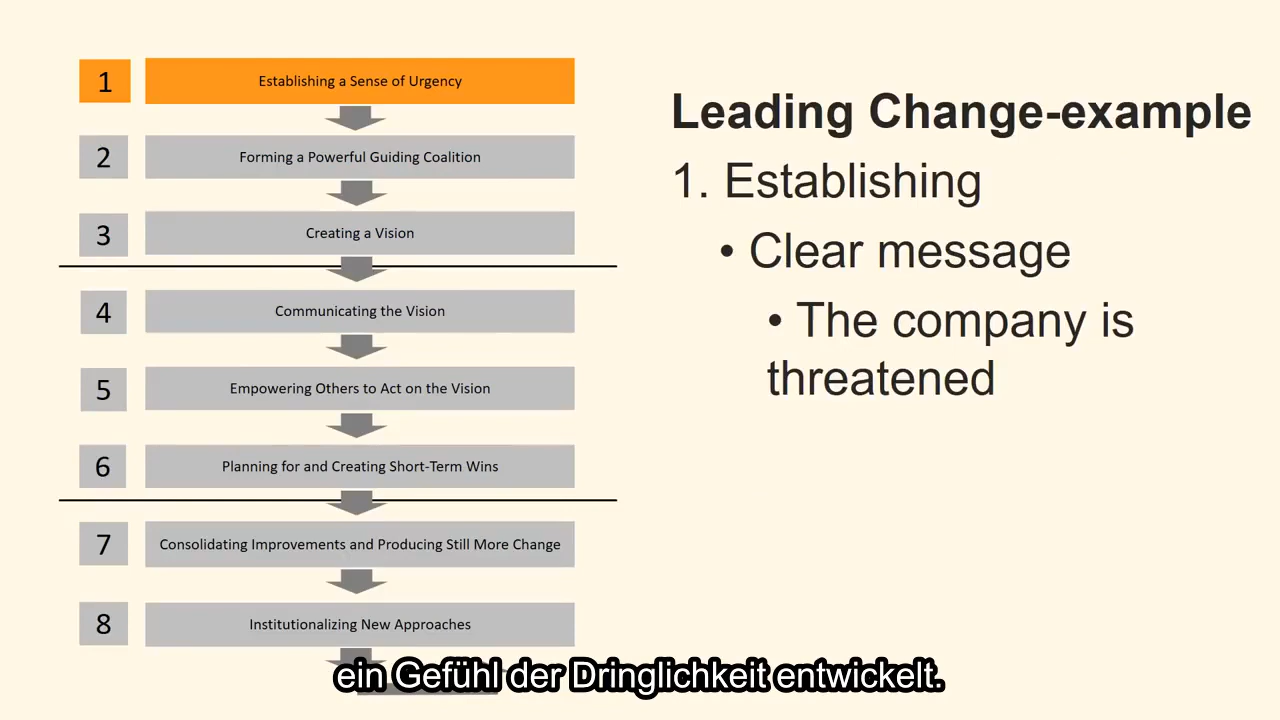 1
Establishing a Sense of Urgency
2
Forming a Powerful Guiding Coalition
3
Creating a Vision
4
Communicating the Vision
5
Empowering Others to Act on the Vision
6
Planning for and Creating Short-Term Wins
7
Consolidating Improvements and Producing Still More Change
8
Institutionalizing New Approaches
Leading Change-example
1. Establishing
• Clear message
• The company is
threatened
ein Gefühl der Dringlichkeit entwickelt.